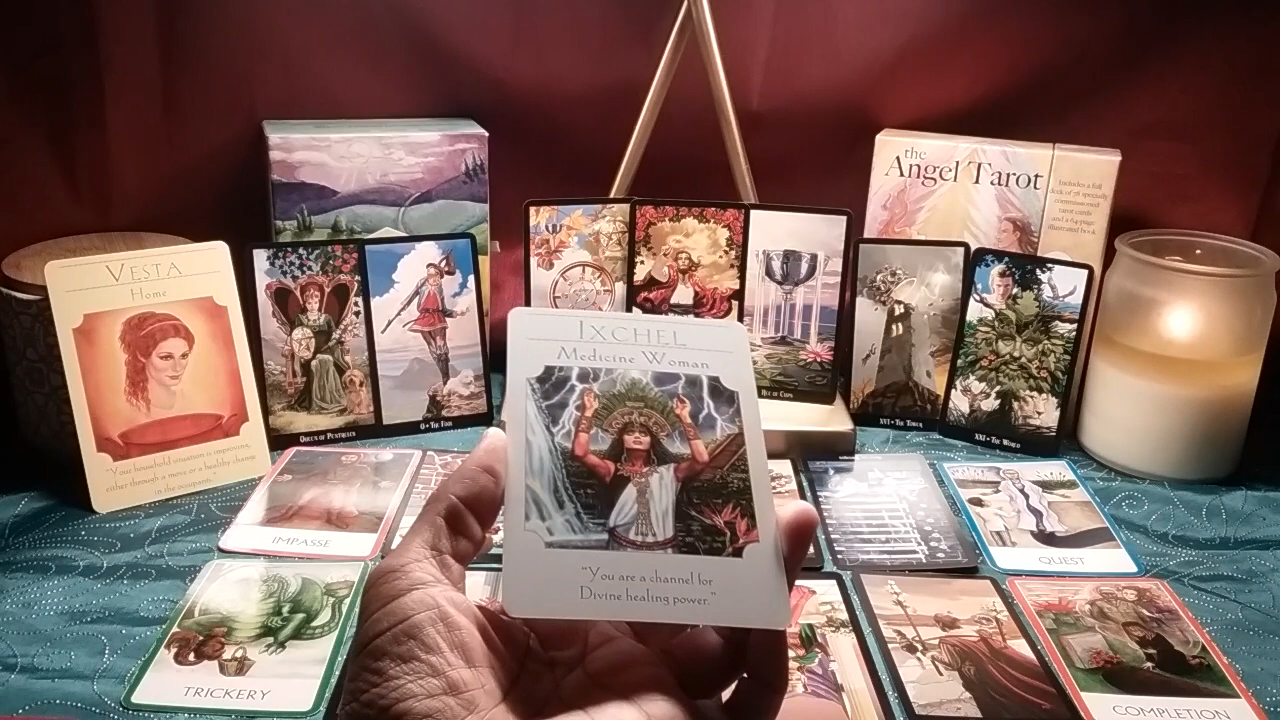 the
Angel Tarot
Includes a full
deck of 78 specially
commissioned
tarot cards
and a 64-page
illustrated book
VESTA
Home
"Your household situation is improving,
either through a move or a healthy change
in the occupants."
QUEEN OF PENTACLES
0 • THE FOOL
IXCHEL
Medicine Woman
"You are a channel for
Divine healing power."
ACE OF CUPS
XVI • THE TOWER
XXI • THE WORLD
IMPASSE
QUEST
TRICKERY
COMPLETION